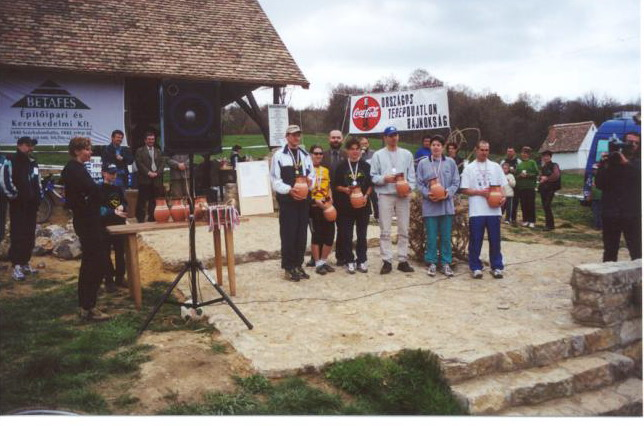 BETAFES
Építőipari és
Kereskedelmi Kft.
Coca-Cola
ORSZÁGOS
TEREPDUATLON
BAJNOKSÁG